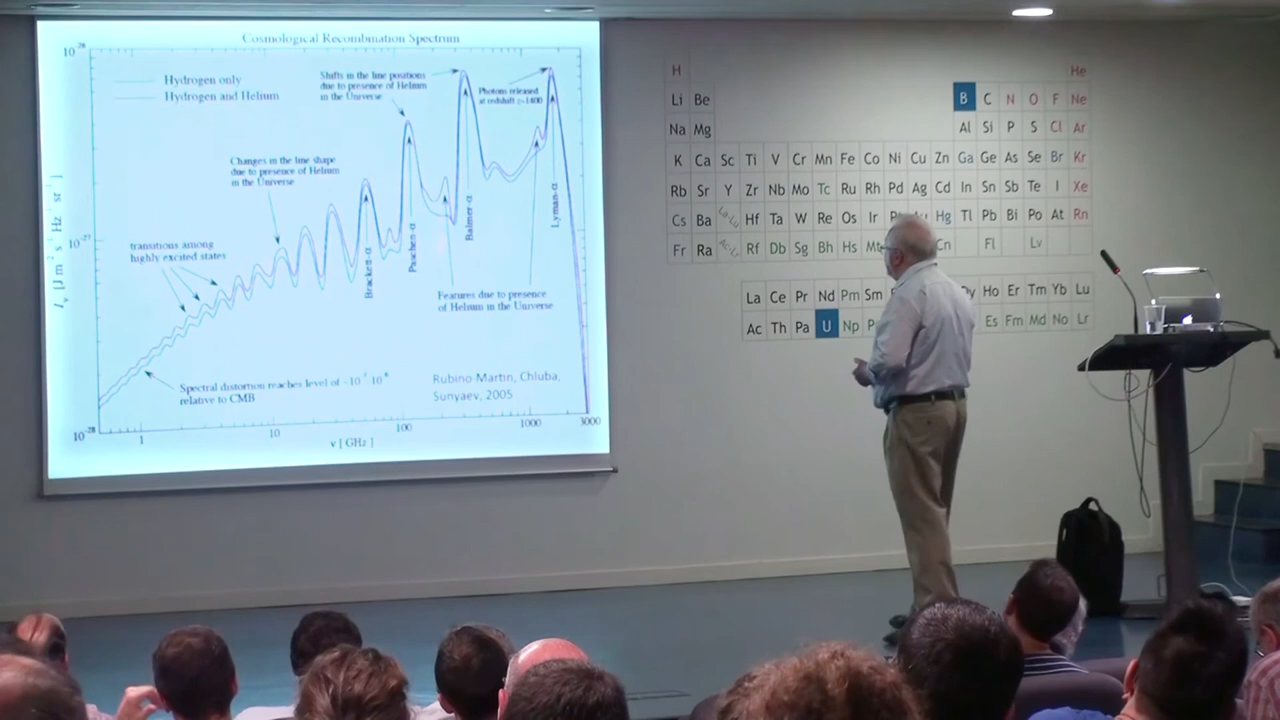 Cosmological Recombination Spectrum
10⁻²⁶
Hydrogen only
Hydrogen and Helium
Shifts in the line positions
due to presence of Helium
in the Universe
Photons released
at redshift z~1400
Changes in the line shape
due to presence of Helium
in the Universe
transitions among
highly excited states
10⁻²⁷
Brackett-α
Paschen-α
Balmer-α
Lyman-α
Features due to presence
of Helium in the Universe
Spectral distortion reaches level of
relative to CMB
Rubino-Martin, Chluba,
Sunyaev, 2005
10⁻²⁸
1 10 100 1000 3000
ν [ GHz ]
H He
Li Be B C N O F Ne
Na Mg Al Si P S Cl Ar
K Ca Sc Ti V Cr Mn Fe Co Ni Cu Zn Ga Ge As Se Br Kr
Rb Sr Y Zr Nb Mo Tc Ru Rh Pd Ag Cd In Sn Sb Te I Xe
Cs Ba La-Lu Hf Ta W Re Os Ir Hg Tl Pb Bi Po At Rn
Fr Ra Rf Db Sg Bh Hs Cn Fl Lv
La Ce Pr Nd Pm Sm Ho Er Tm Yb Lu
Ac Th Pa U Np Es Fm Md No Lr